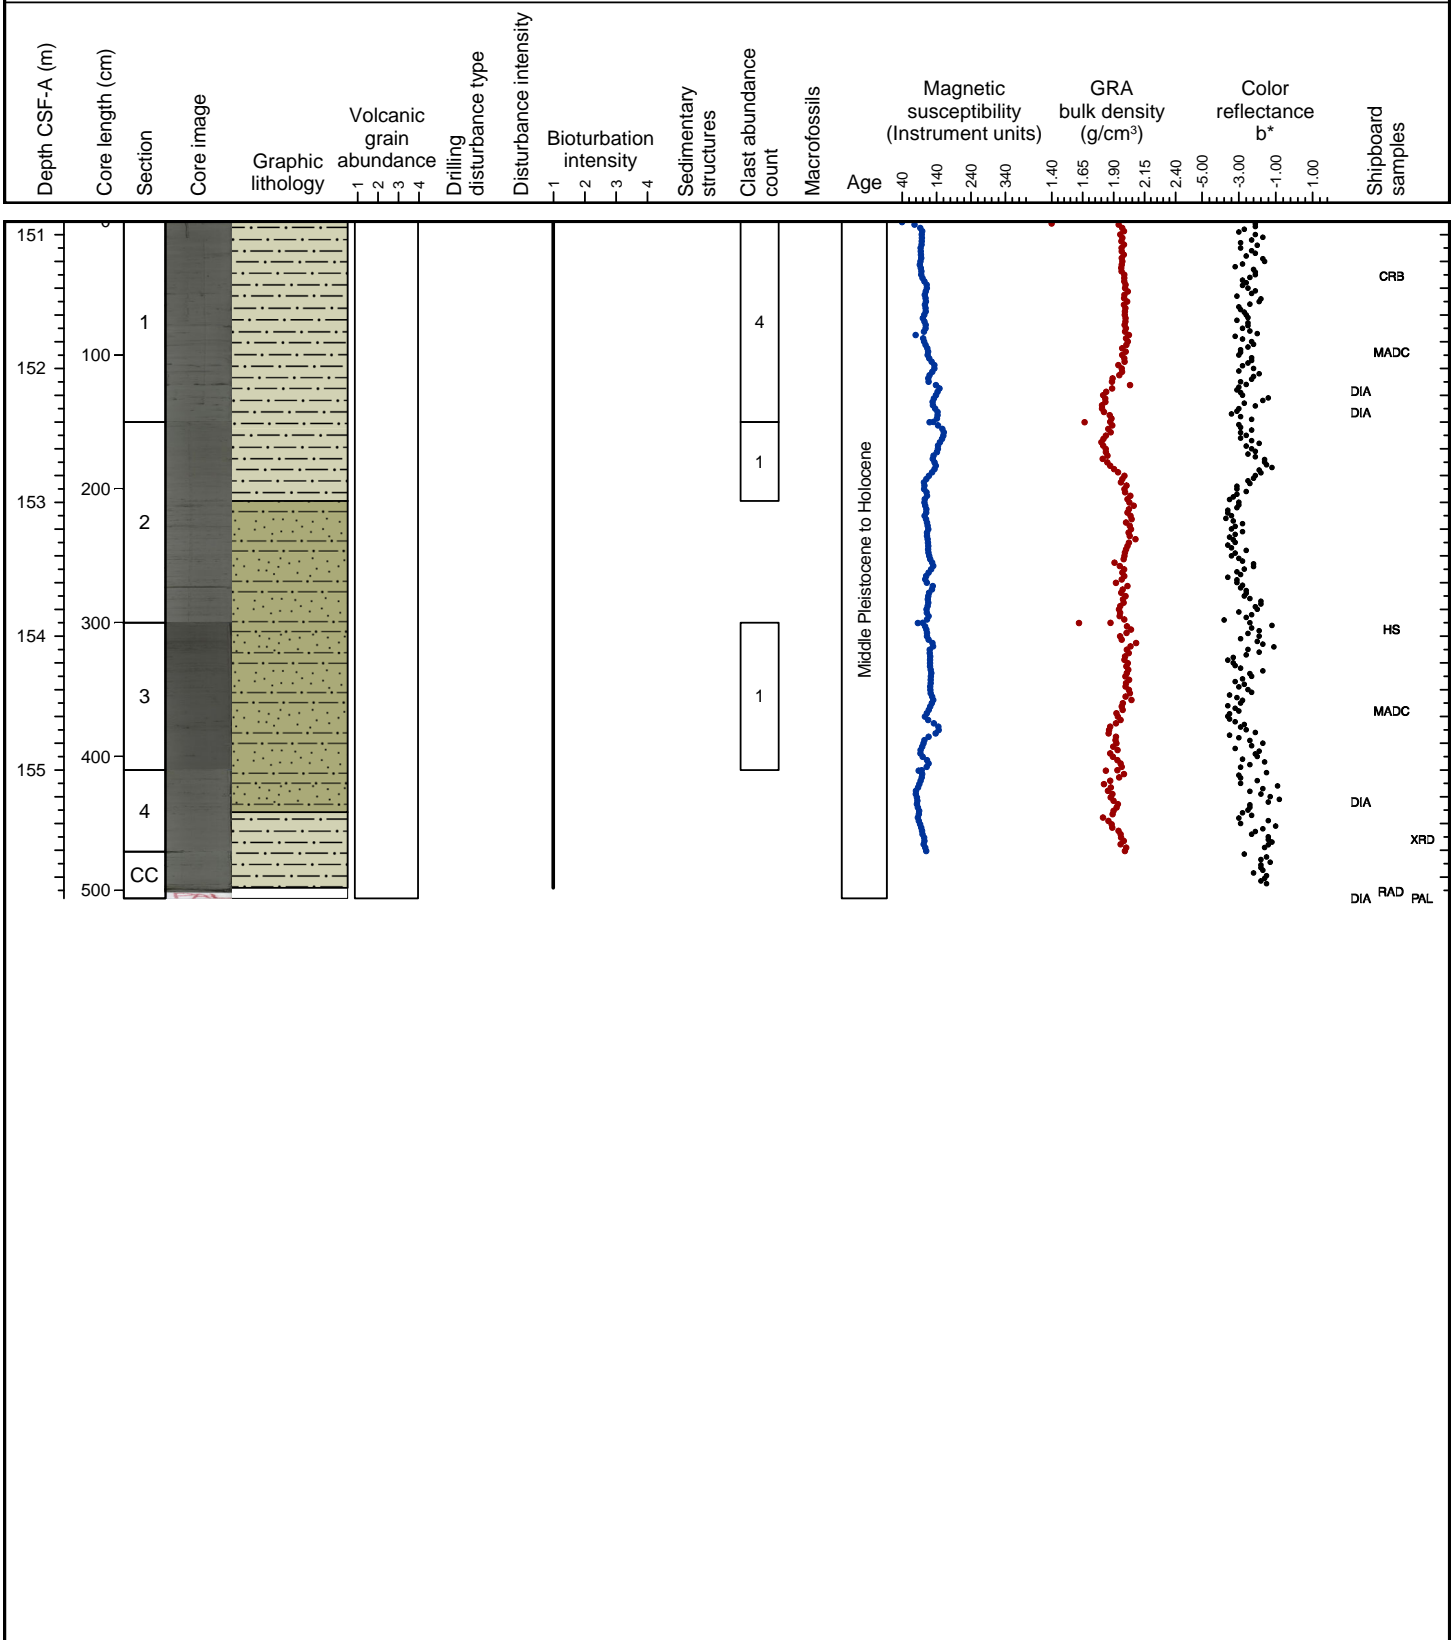 Depth CSF-A (m)
Core length (cm)
Section
Core image
Graphic
lithology
Volcanic
grain
abundance
1 2 3 4
Drilling
disturbance type
Disturbance intensity
Bioturbation
intensity
1 2 3 4
Sedimentary
structures
Clast abundance
count
Macrofossils
Age
Magnetic
susceptibility
(Instrument units)
40 140 240 340
GRA
bulk density
(g/cm³)
1.40 1.65 1.90 2.15 2.40
Color
reflectance
b*
-5.00 -3.00 -1.00 1.00
Shipboard
samples
151
152
153
154
155
100
200
300
400
500
1
2
3
4
CC
4
1
1
Middle Pleistocene to Holocene
CRB
MADC
DIA
DIA
HS
MADC
DIA
XRD
DIA RAD PAL